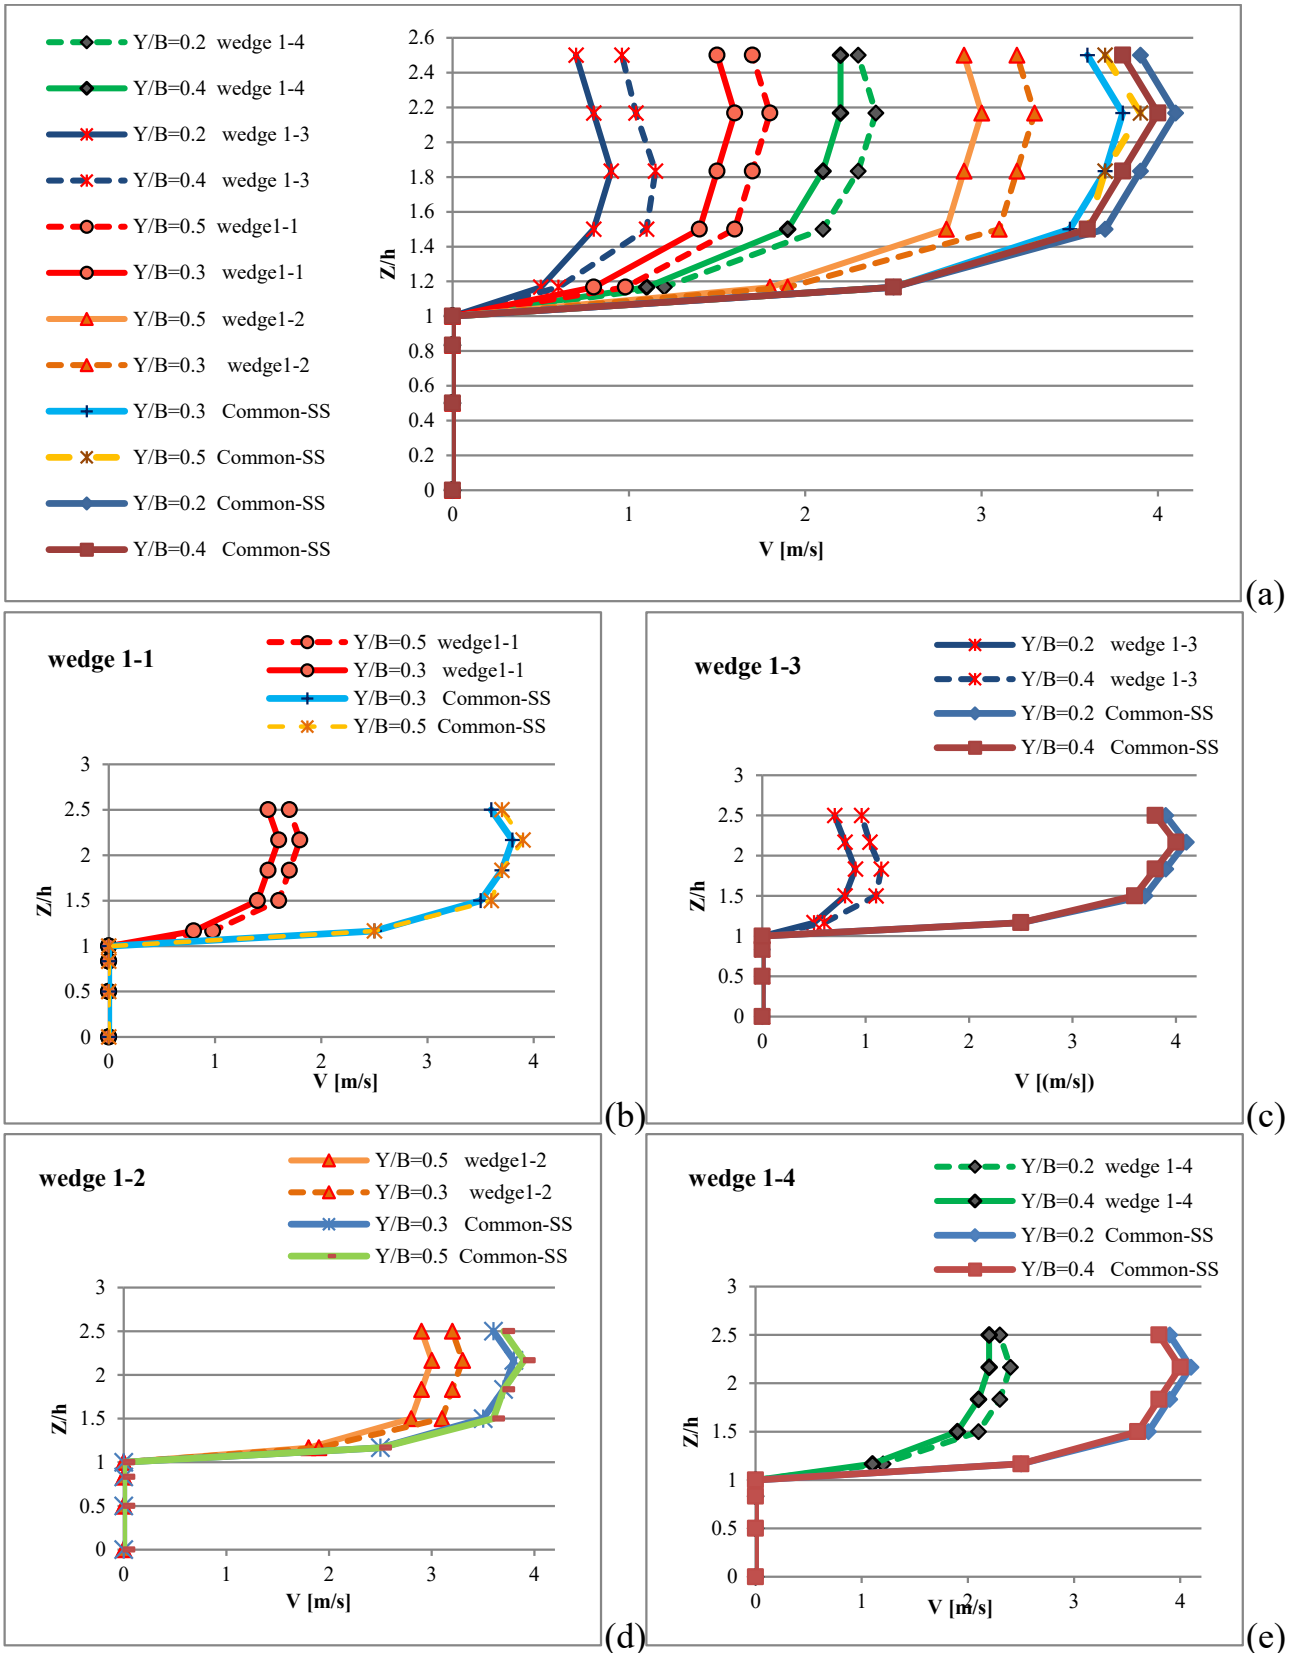 Y/B=0.2 wedge 1-4
Y/B=0.4 wedge 1-4
Y/B=0.2 wedge 1-3
Y/B=0.4 wedge 1-3
Y/B=0.5 wedge1-1
Y/B=0.3 wedge1-1
Y/B=0.5 wedge1-2
Y/B=0.3 wedge1-2
Y/B=0.3 Common-SS
Y/B=0.5 Common-SS
Y/B=0.2 Common-SS
Y/B=0.4 Common-SS
Z/h
2.6
2.4
2.2
2
1.8
1.6
1.4
1.2
1
0.8
0.6
0.4
0.2
0
0 1 2 3 4
V [m/s]
(a)
wedge 1-1
Y/B=0.5 wedge1-1
Y/B=0.3 wedge1-1
Y/B=0.3 Common-SS
Y/B=0.5 Common-SS
Z/h
3
2.5
2
1.5
1
0.5
0
0 1 2 3 4
V [m/s]
(b)
wedge 1-3
Y/B=0.2 wedge 1-3
Y/B=0.4 wedge 1-3
Y/B=0.2 Common-SS
Y/B=0.4 Common-SS
Z/h
3
2.5
2
1.5
1
0.5
0
0 1 2 3 4
V [(m/s])
(c)
wedge 1-2
Y/B=0.5 wedge1-2
Y/B=0.3 wedge1-2
Y/B=0.3 Common-SS
Y/B=0.5 Common-SS
Z/h
3
2.5
2
1.5
1
0.5
0
0 1 2 3 4
V [m/s]
(d)
wedge 1-4
Y/B=0.2 wedge 1-4
Y/B=0.4 wedge 1-4
Y/B=0.2 Common-SS
Y/B=0.4 Common-SS
Z/h
3
2.5
2
1.5
1
0.5
0
0 1 2 3 4
V [m/s]
(e)